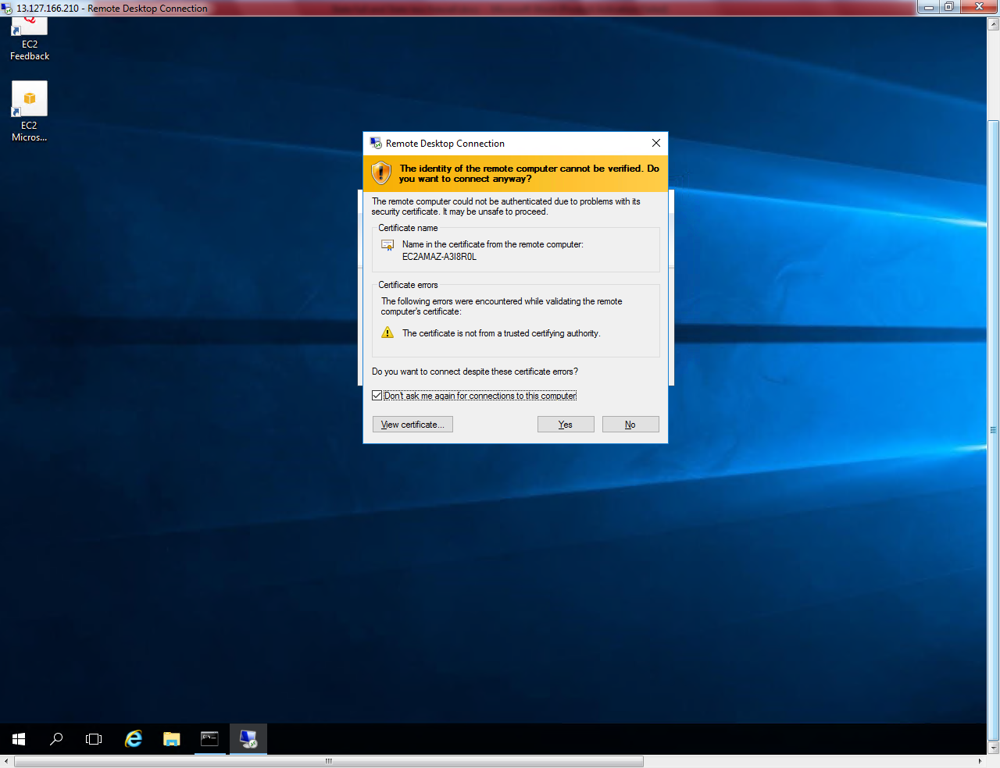 13.127.166.210 - Remote Desktop Connection
EC2
Feedback
EC2
Micros...
Remote Desktop Connection
The identity of the remote computer cannot be verified. Do
you want to connect anyway?
The remote computer could not be authenticated due to problems with its
security certificate. It may be unsafe to proceed.
Certificate name
Name in the certificate from the remote computer:
EC2AMAZ-A3I8R0L
Certificate errors
The following errors were encountered while validating the remote
computer's certificate:
The certificate is not from a trusted certifying authority.
Do you want to connect despite these certificate errors?
Don't ask me again for connections to this computer
View certificate...
Yes
No